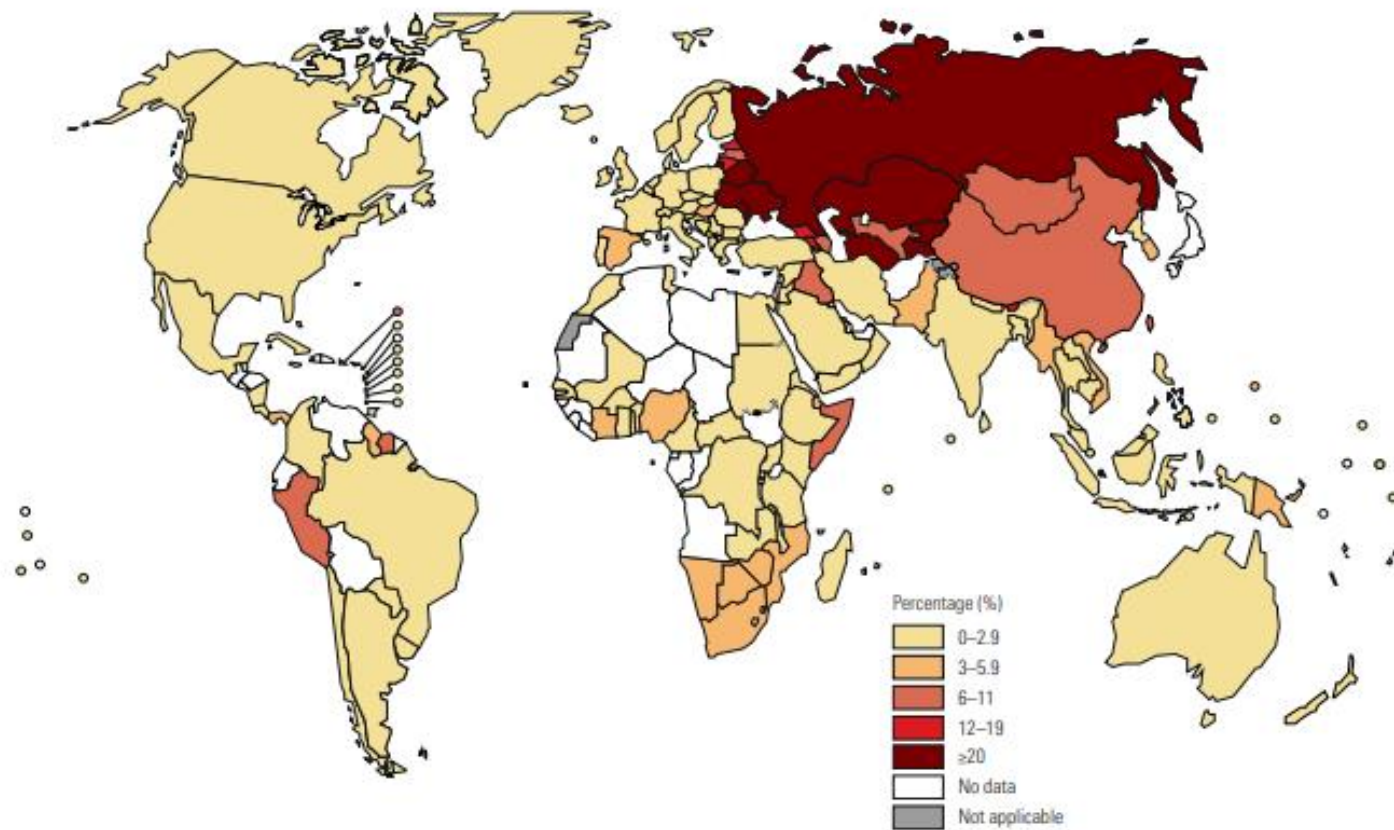 Percentage (%)
0–2.9
3–5.9
6–11
12–19
≥20
No data
Not applicable